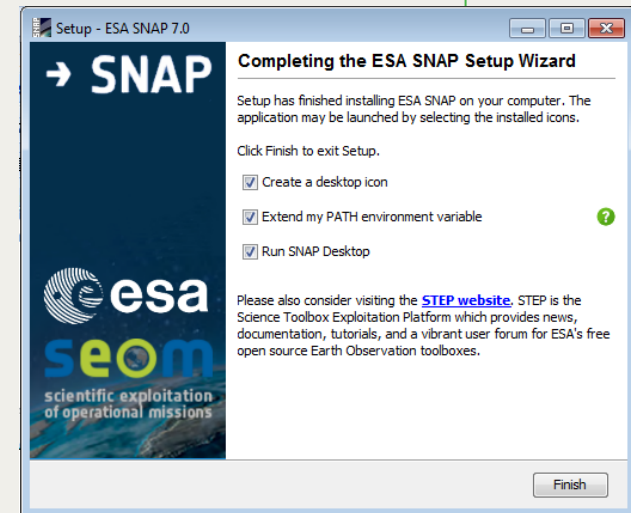 Setup - ESA SNAP 7.0
→ SNAP
Completing the ESA SNAP Setup Wizard
Setup has finished installing ESA SNAP on your computer. The
application may be launched by selecting the installed icons.
Click Finish to exit Setup.
Create a desktop icon
Extend my PATH environment variable
?
Run SNAP Desktop
esa
Please also consider visiting the STEP website. STEP is the
Science Toolbox Exploitation Platform which provides news,
documentation, tutorials, and a vibrant user forum for ESA's free
open source Earth Observation toolboxes.
seom
scientific exploitation
of operational missions
Finish